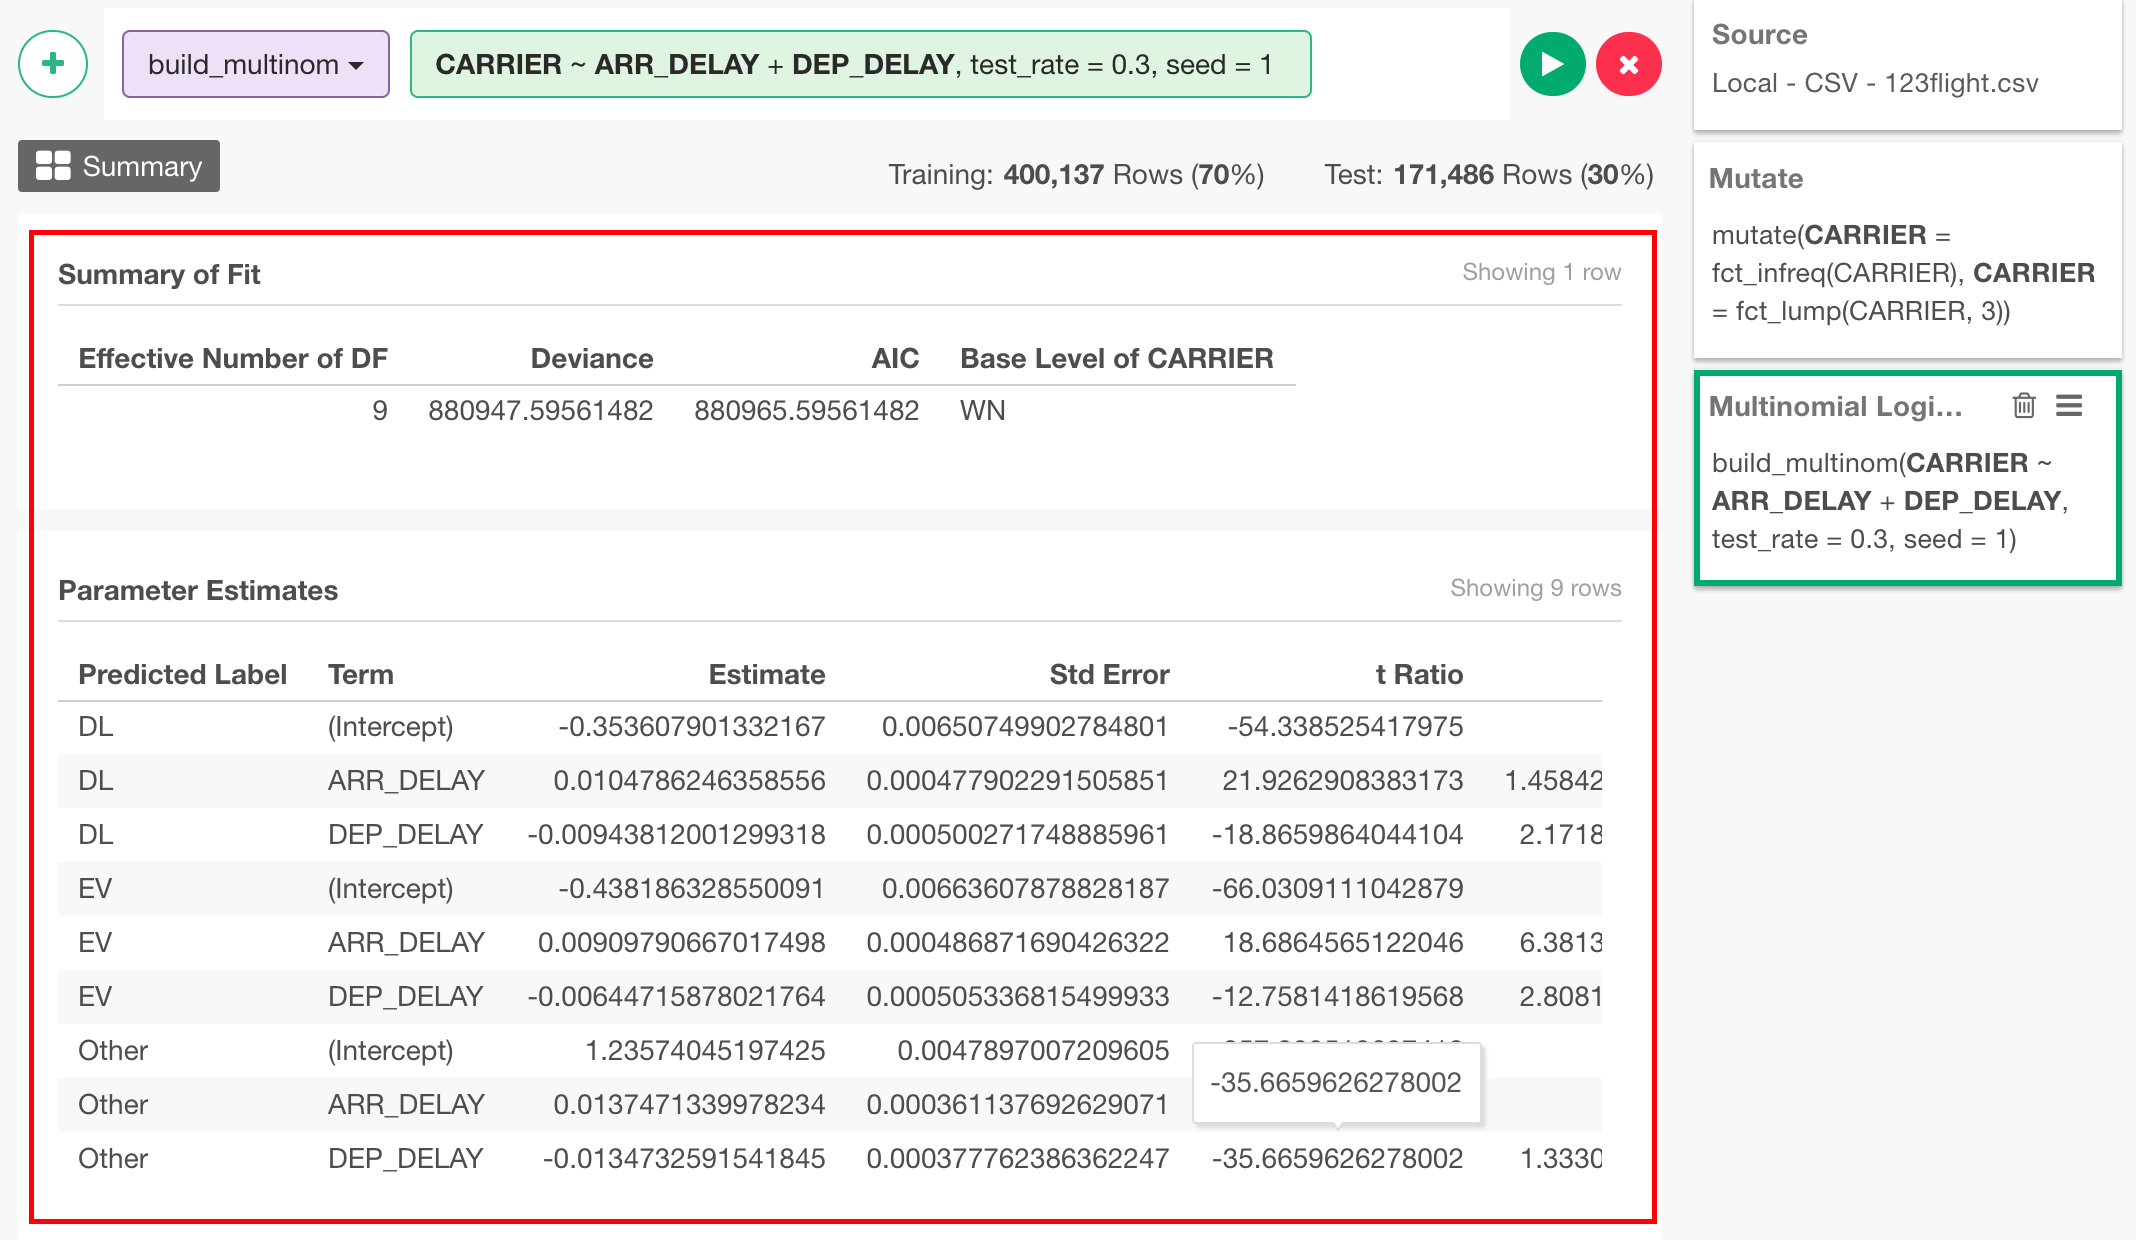 build_multinom
CARRIER ~ ARR_DELAY + DEP_DELAY, test_rate = 0.3, seed = 1
Summary
Training: 400,137 Rows (70%)
Test: 171,486 Rows (30%)
Summary of Fit
Showing 1 row
Effective Number of DF Deviance AIC Base Level of CARRIER
9 880947.59561482 880965.59561482 WN
Parameter Estimates
Showing 9 rows
Predicted Label Term Estimate Std Error t Ratio
DL (Intercept) -0.353607901332167 0.00650749902784801 -54.338525417975
DL ARR_DELAY 0.0104786246358556 0.000477902291505851 21.9262908383173 1.45842
DL DEP_DELAY -0.00943812001299318 0.000500271748885961 -18.8659864044104 2.1718
EV (Intercept) -0.438186328550091 0.00663607878828187 -66.0309111042879
EV ARR_DELAY 0.00909790667017498 0.000486871690426322 18.6864565122046 6.3813
EV DEP_DELAY -0.00644715878021764 0.000505336815499933 -12.7581418619568 2.8081
Other (Intercept) 1.23574045197425 0.0047897007209605
-35.6659626278002
Other ARR_DELAY 0.0137471339978234 0.000361137692629071
Other DEP_DELAY -0.0134732591541845 0.000377762386362247 -35.6659626278002 1.3330
Source
Local - CSV - 123flight.csv
Mutate
mutate(CARRIER =
fct_infreq(CARRIER), CARRIER
= fct_lump(CARRIER, 3))
Multinomial Logi...
build_multinom(CARRIER ~
ARR_DELAY + DEP_DELAY,
test_rate = 0.3, seed = 1)